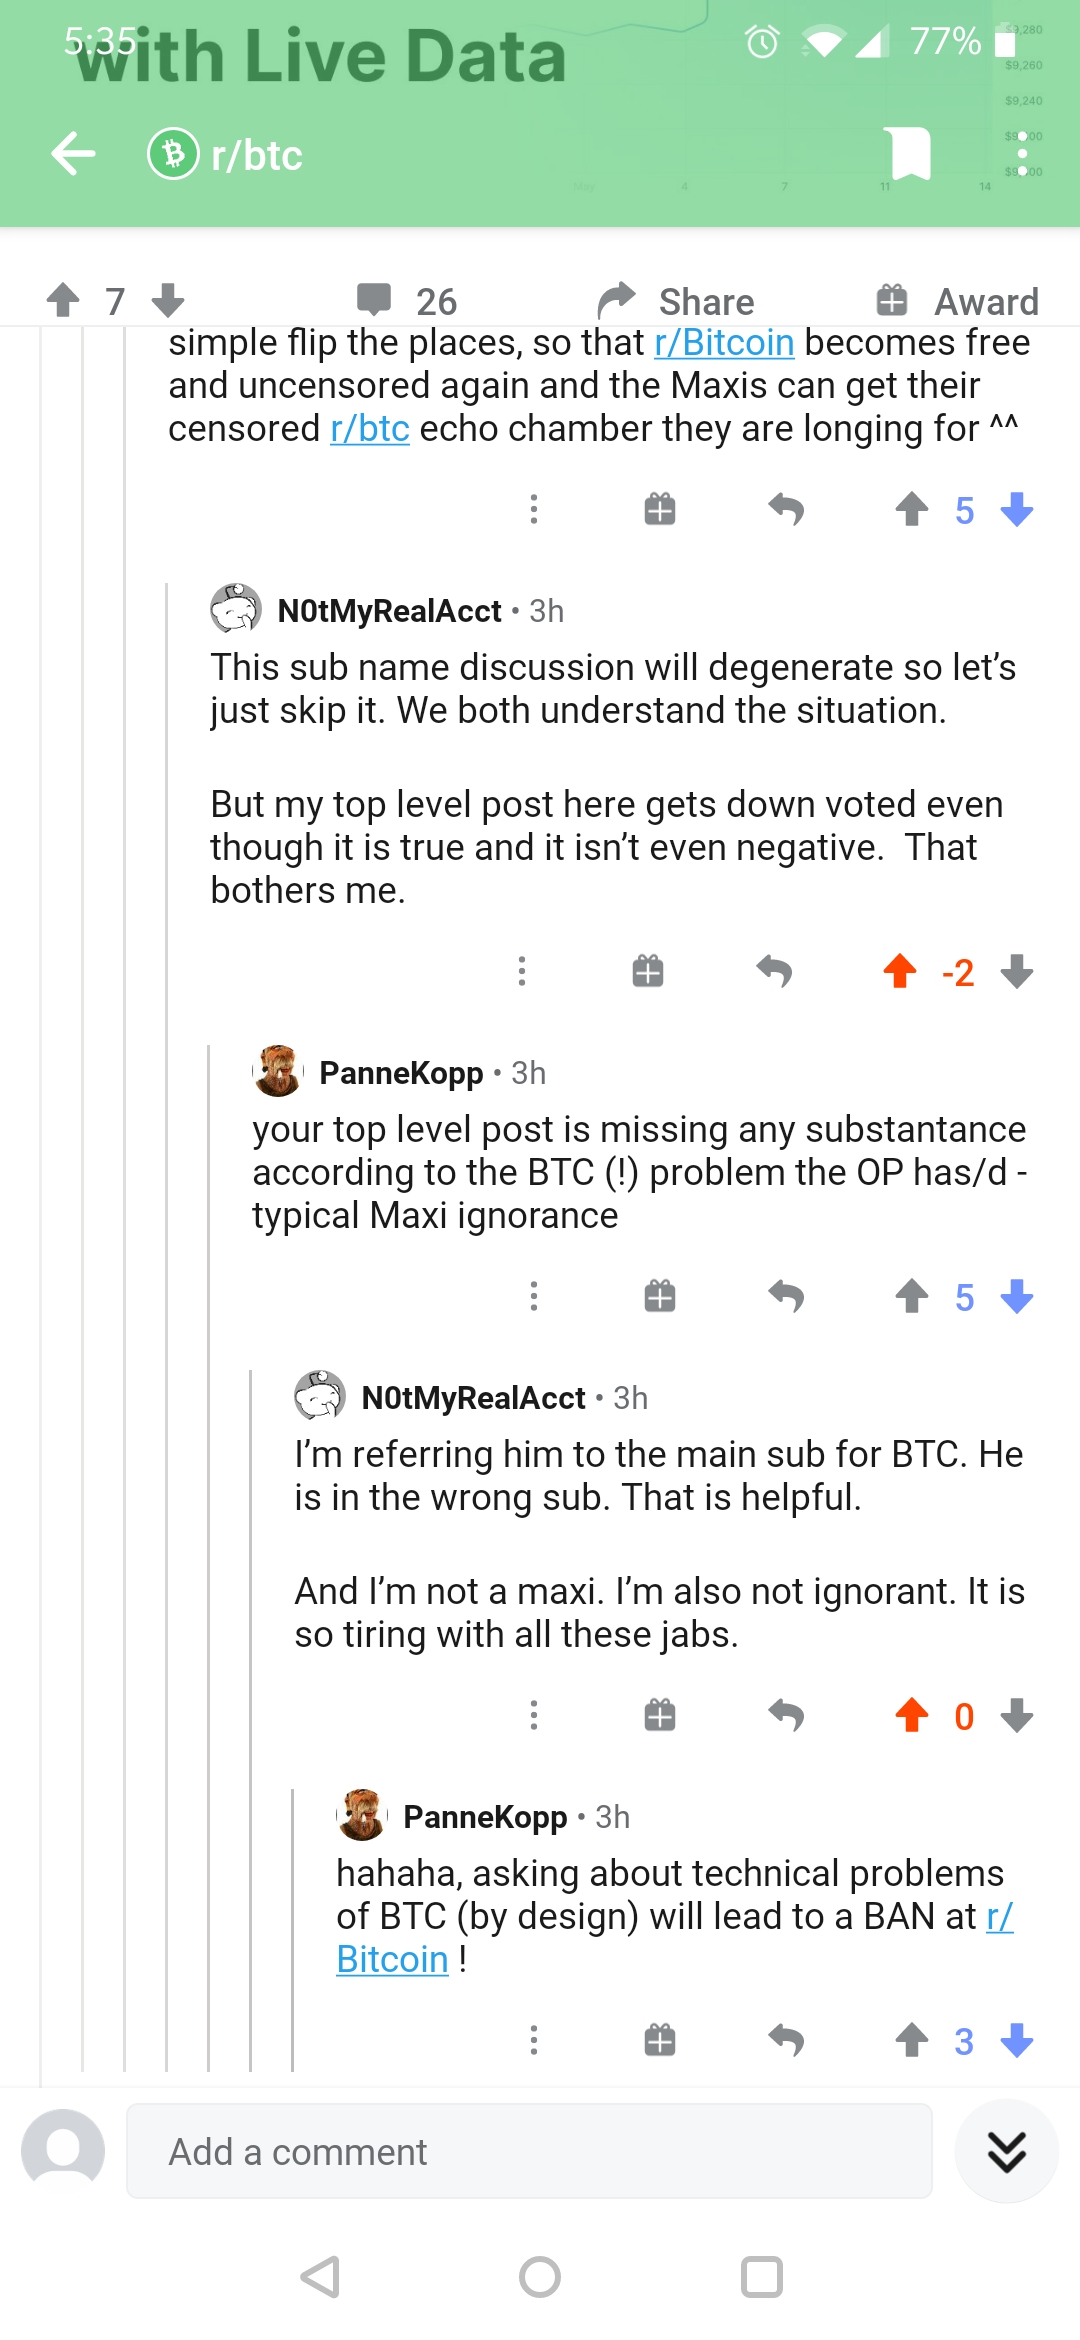 with Live Data
5:35
77%
$9,280
$9,260
$9,240
r/btc
May 4 7 11 14
7 26 Share Award
simple flip the places, so that r/Bitcoin becomes free
and uncensored again and the Maxis can get their
censored r/btc echo chamber they are longing for ^^
5
N0tMyRealAcct • 3h
This sub name discussion will degenerate so let’s
just skip it. We both understand the situation.
But my top level post here gets down voted even
though it is true and it isn’t even negative.  That
bothers me.
-2
PanneKopp • 3h
your top level post is missing any substantance
according to the BTC (!) problem the OP has/d -
typical Maxi ignorance
5
N0tMyRealAcct • 3h
I’m referring him to the main sub for BTC. He
is in the wrong sub. That is helpful.
And I’m not a maxi. I’m also not ignorant. It is
so tiring with all these jabs.
0
PanneKopp • 3h
hahaha, asking about technical problems
of BTC (by design) will lead to a BAN at r/
Bitcoin !
3
Add a comment